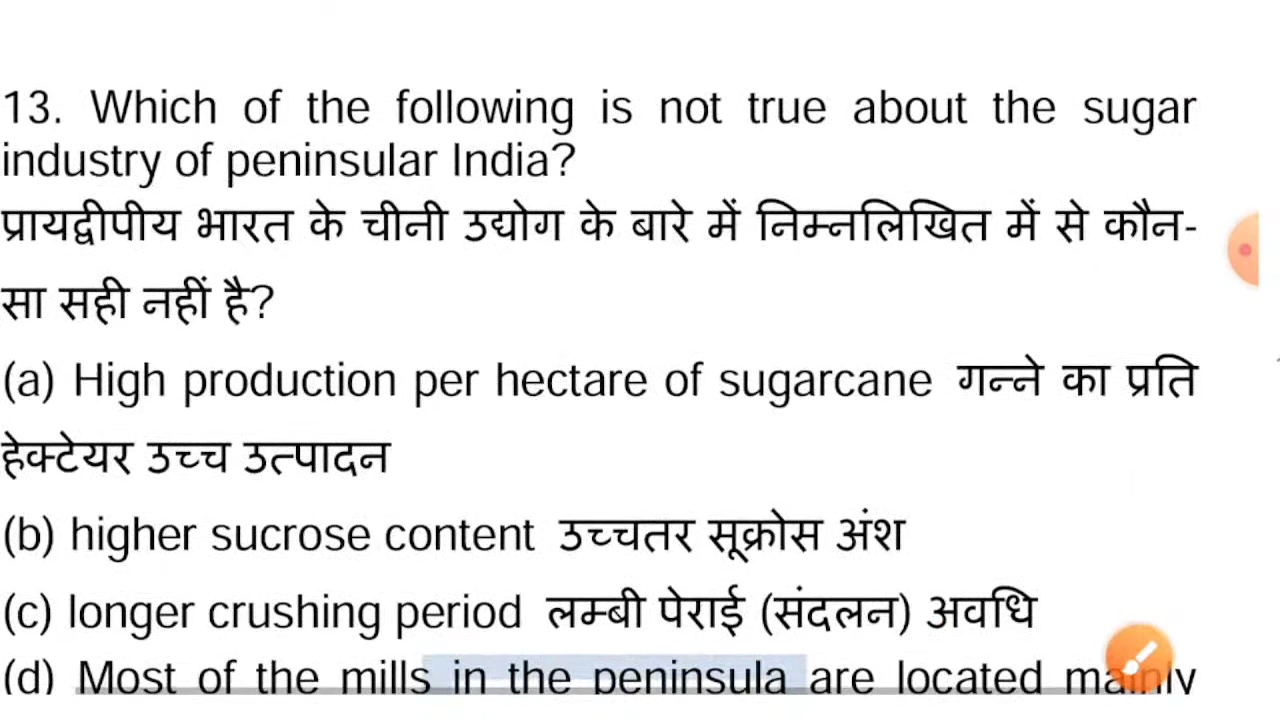 13. Which of the following is not true about the sugar
industry of peninsular India?
प्रायद्वीपीय भारत के चीनी उद्योग के बारे में निम्नलिखित में से कौन-
सा सही नहीं है?
(a) High production per hectare of sugarcane गन्ने का प्रति
हेक्टेयर उच्च उत्पादन
(b) higher sucrose content उच्चतर सूक्रोस अंश
(c) longer crushing period लम्बी पेराई (संदलन) अवधि
(d) Most of the mills in the peninsula are located mainly